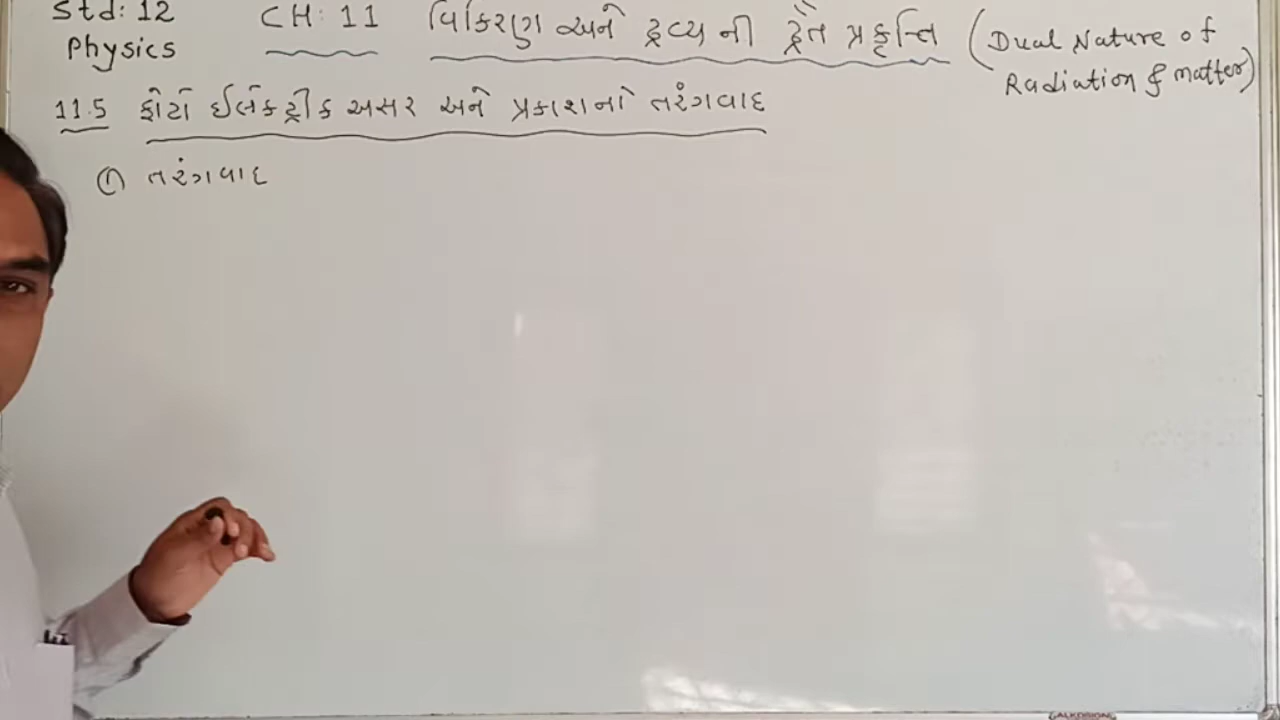 Std: 12 CH: 11 વિકિરણ અને દ્રવ્ય ની દ્વૈત પ્રકૃતિ (Dual Nature of
Physics Radiation & matter)
11.5 ફોટો ઈલેક્ટ્રીક અસર અને પ્રકાશનો તરંગવાદ
① તરંગવાદ